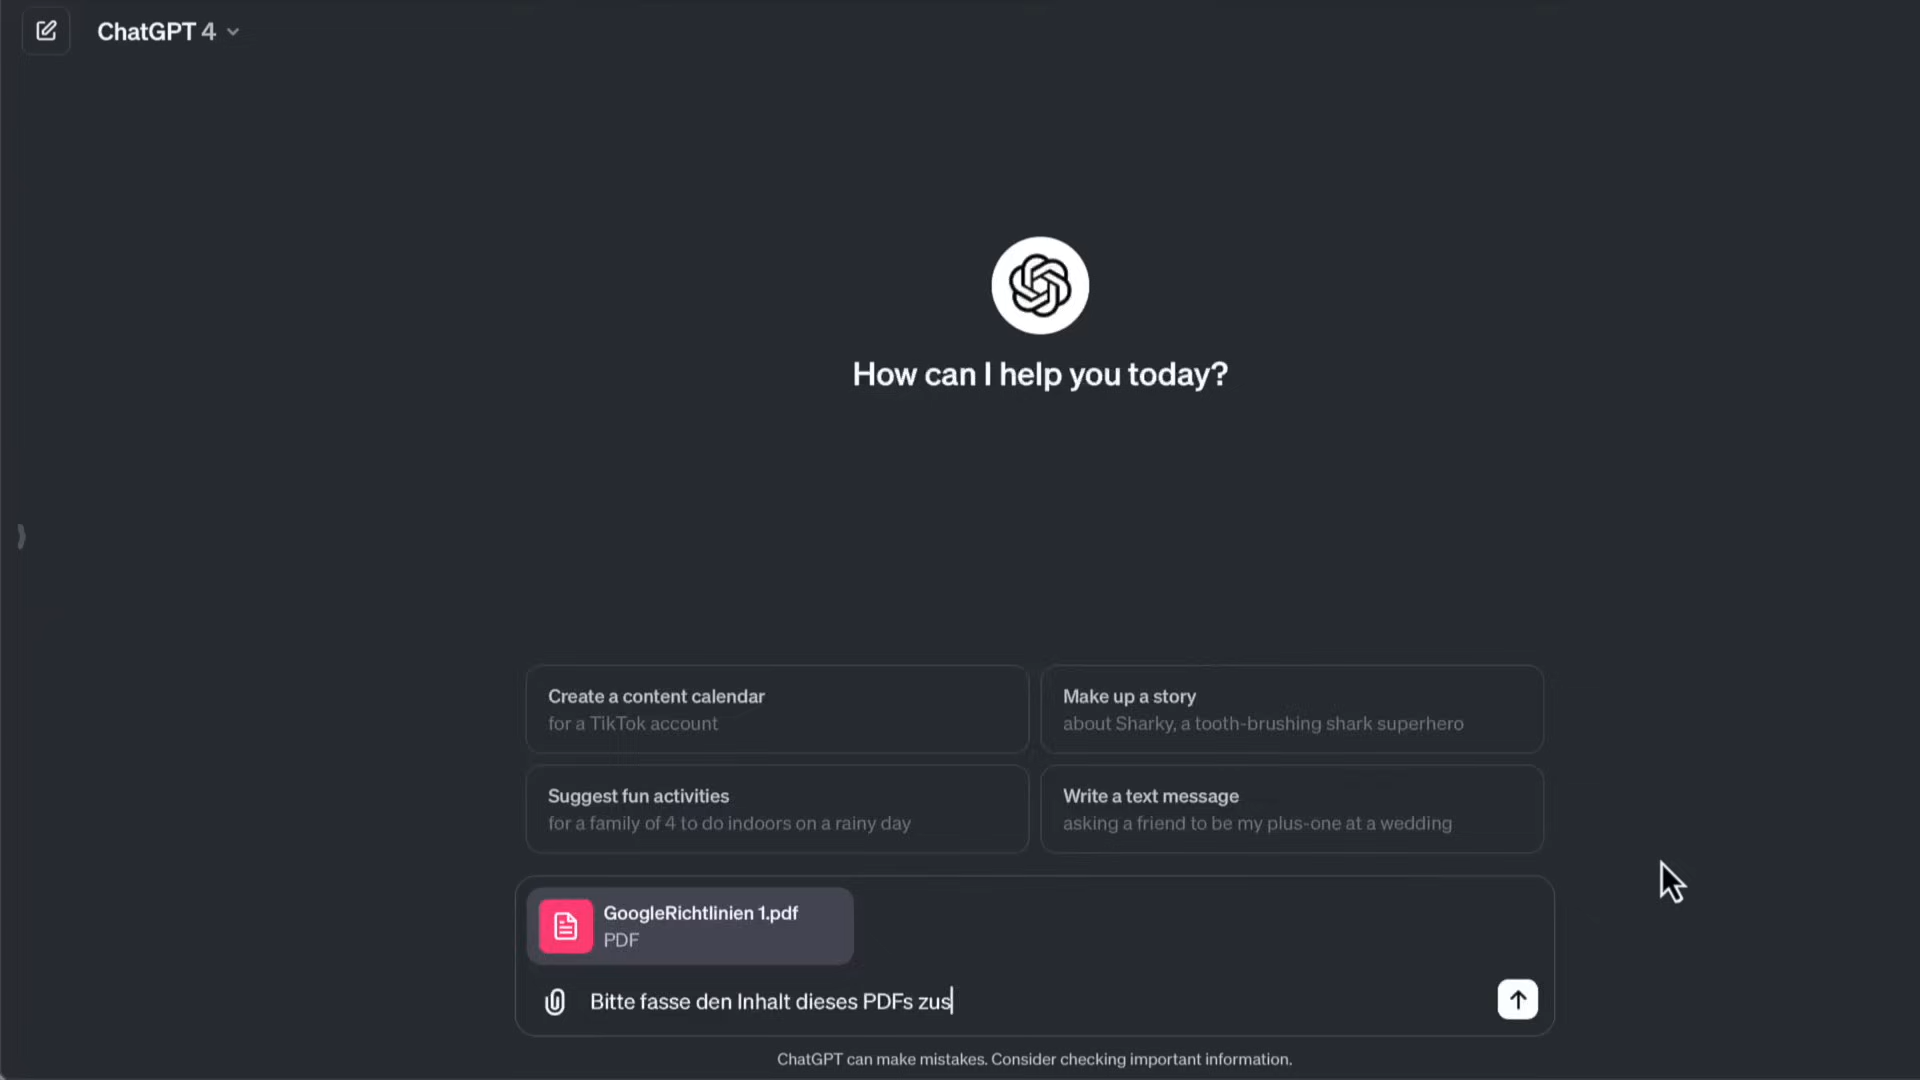 ChatGPT 4
How can I help you today?
Create a content calendar
for a TikTok account
Make up a story
about Sharky, a tooth-brushing shark superhero
Suggest fun activities
for a family of 4 to do indoors on a rainy day
Write a text message
asking a friend to be my plus-one at a wedding
GoogleRichtlinien 1.pdf
PDF
Bitte fasse den Inhalt dieses PDFs zus
ChatGPT can make mistakes. Consider checking important information.